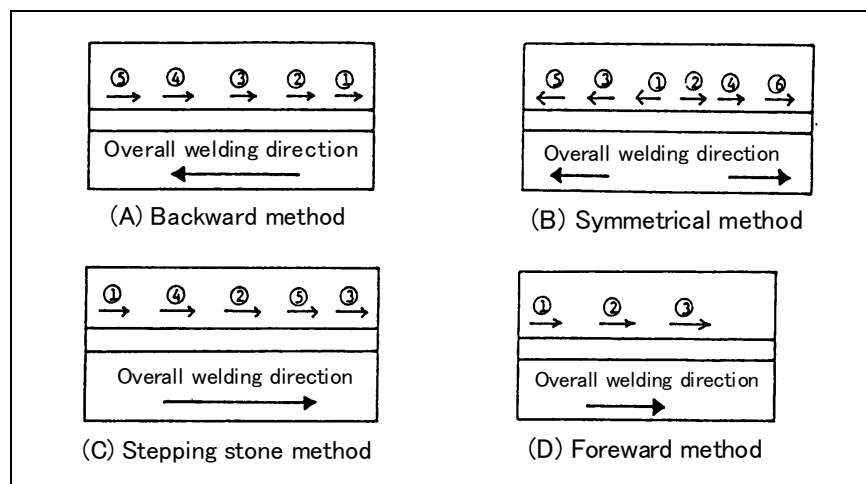 ⑤ ④ ③ ② ①
Overall welding direction
(A) Backward method
⑤ ③ ① ② ④ ⑥
Overall welding direction
(B) Symmetrical method
① ④ ② ⑤ ③
Overall welding direction
(C) Stepping stone method
① ② ③
Overall welding direction
(D) Foreward method